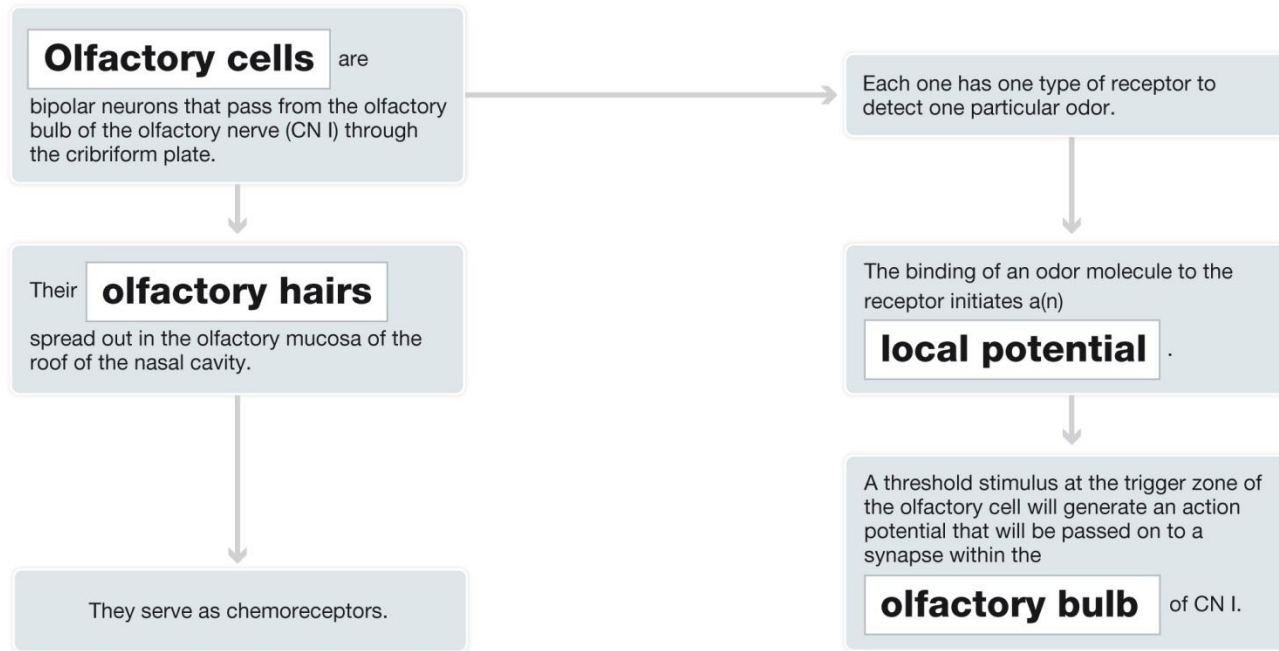 Olfactory cells are
bipolar neurons that pass from the olfactory
bulb of the olfactory nerve (CN I) through
the cribriform plate.
Each one has one type of receptor to
detect one particular odor.
Their olfactory hairs
spread out in the olfactory mucosa of the
roof of the nasal cavity.
The binding of an odor molecule to the
receptor initiates a(n)
local potential .
They serve as chemoreceptors.
A threshold stimulus at the trigger zone of
the olfactory cell will generate an action
potential that will be passed on to a
synapse within the
olfactory bulb of CN I.